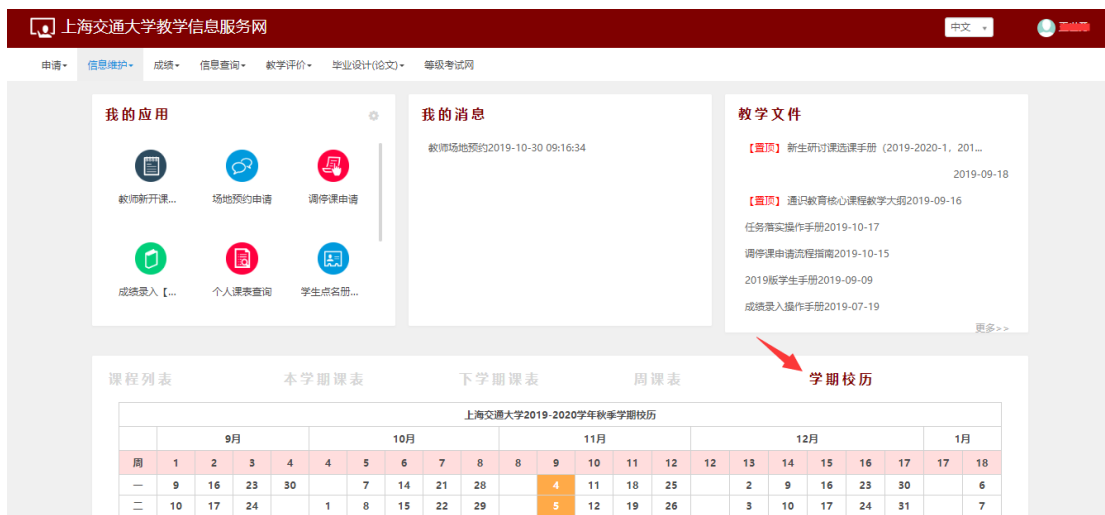 上海交通大学教学信息服务网
中文
申请 信息维护 成绩 信息查询 教学评价 毕业设计(论文) 等级考试网
我的应用
教师新开课...
场地预约申请
调停课申请
成绩录入【...
个人课表查询
学生点名册...
我的消息
教师场地预约2019-10-30 09:16:34
教学文件
【置顶】新生研讨课选课手册（2019-2020-1，201...
2019-09-18
【置顶】通识教育核心课程教学大纲2019-09-16
任务落实操作手册2019-10-17
调停课申请流程指南2019-10-15
2019版学生手册2019-09-09
成绩录入操作手册2019-07-19
更多>>
课程列表 本学期课表 下学期课表 周课表 学期校历
上海交通大学2019-2020学年秋季学期校历
9月 10月 11月 12月 1月
周 1 2 3 4 4 5 6 7 8 8 9 10 11 12 12 13 14 15 16 17 17 18
一 9 16 23 30 7 14 21 28 4 11 18 25 2 9 16 23 30 6
二 10 17 24 1 8 15 22 29 5 12 19 26 3 10 17 24 31 7